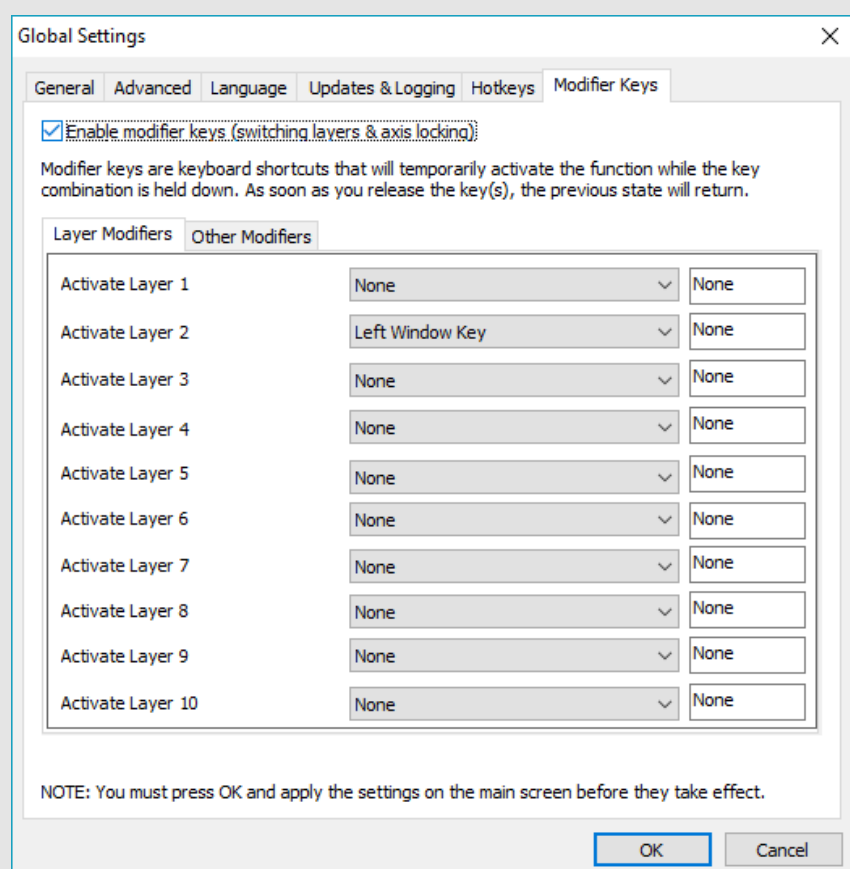 Global Settings
General Advanced Language Updates & Logging Hotkeys Modifier Keys
Enable modifier keys (switching layers & axis locking)
Modifier keys are keyboard shortcuts that will temporarily activate the function while the key
combination is held down. As soon as you release the key(s), the previous state will return.
Layer Modifiers Other Modifiers
Activate Layer 1 None None
Activate Layer 2 Left Window Key None
Activate Layer 3 None None
Activate Layer 4 None None
Activate Layer 5 None None
Activate Layer 6 None None
Activate Layer 7 None None
Activate Layer 8 None None
Activate Layer 9 None None
Activate Layer 10 None None
NOTE: You must press OK and apply the settings on the main screen before they take effect.
OK Cancel